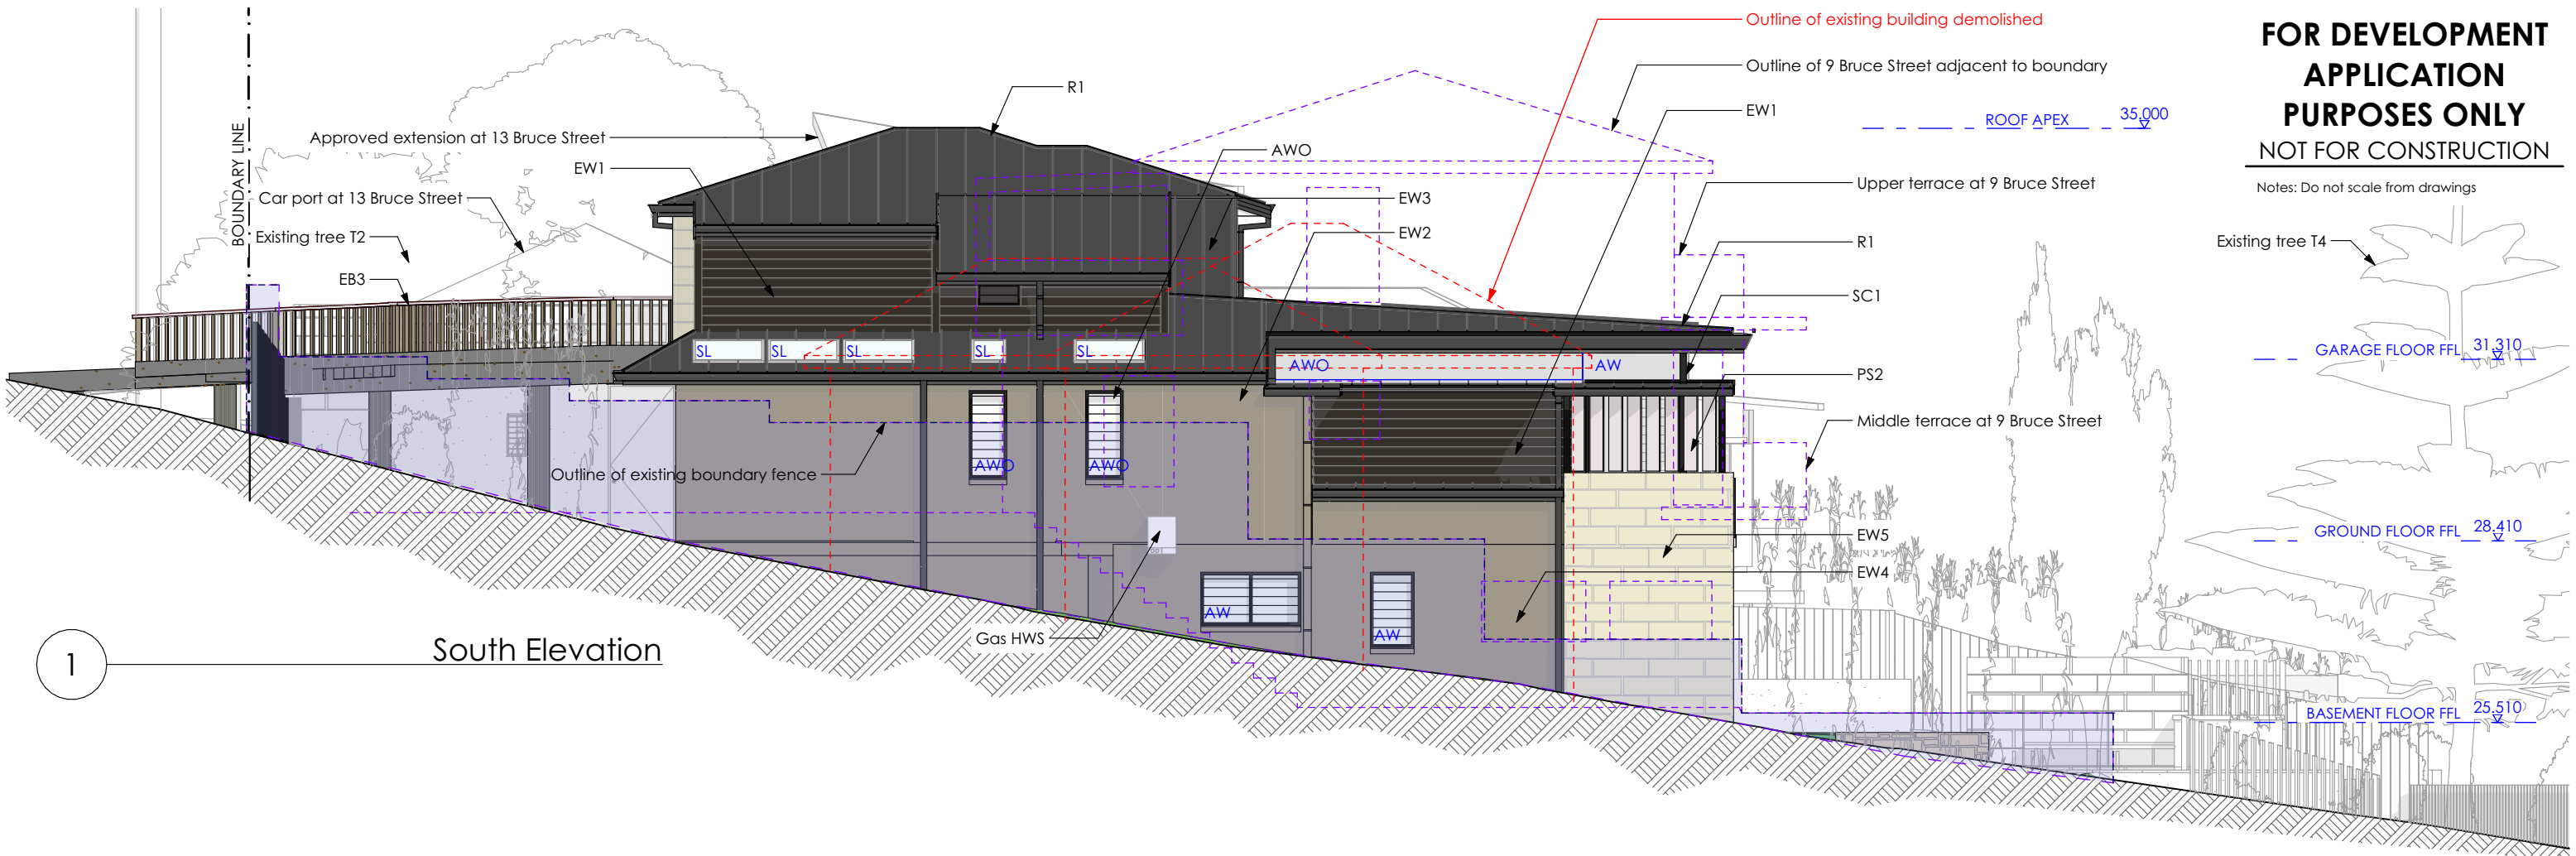 Outline of existing building demolished
FOR DEVELOPMENT
APPLICATION
PURPOSES ONLY
NOT FOR CONSTRUCTION
Notes: Do not scale from drawings
Outline of 9 Bruce Street adjacent to boundary
R1
EW1
ROOF APEX 35.000
Approved extension at 13 Bruce Street
AWO
EW1
BOUNDARY LINE
Upper terrace at 9 Bruce Street
Car port at 13 Bruce Street
EW3
Existing tree T2
EW2
R1
Existing tree T4
EB3
SC1
SL
SL
SL
SL
SL
GARAGE FLOOR FFL 31.310
AWO
AW
PS2
Middle terrace at 9 Bruce Street
AWO
AWO
Outline of existing boundary fence
GROUND FLOOR FFL 28.410
EW5
EW4
AW
AW
Gas HWS
1
South Elevation
BASEMENT FLOOR FFL 25.510